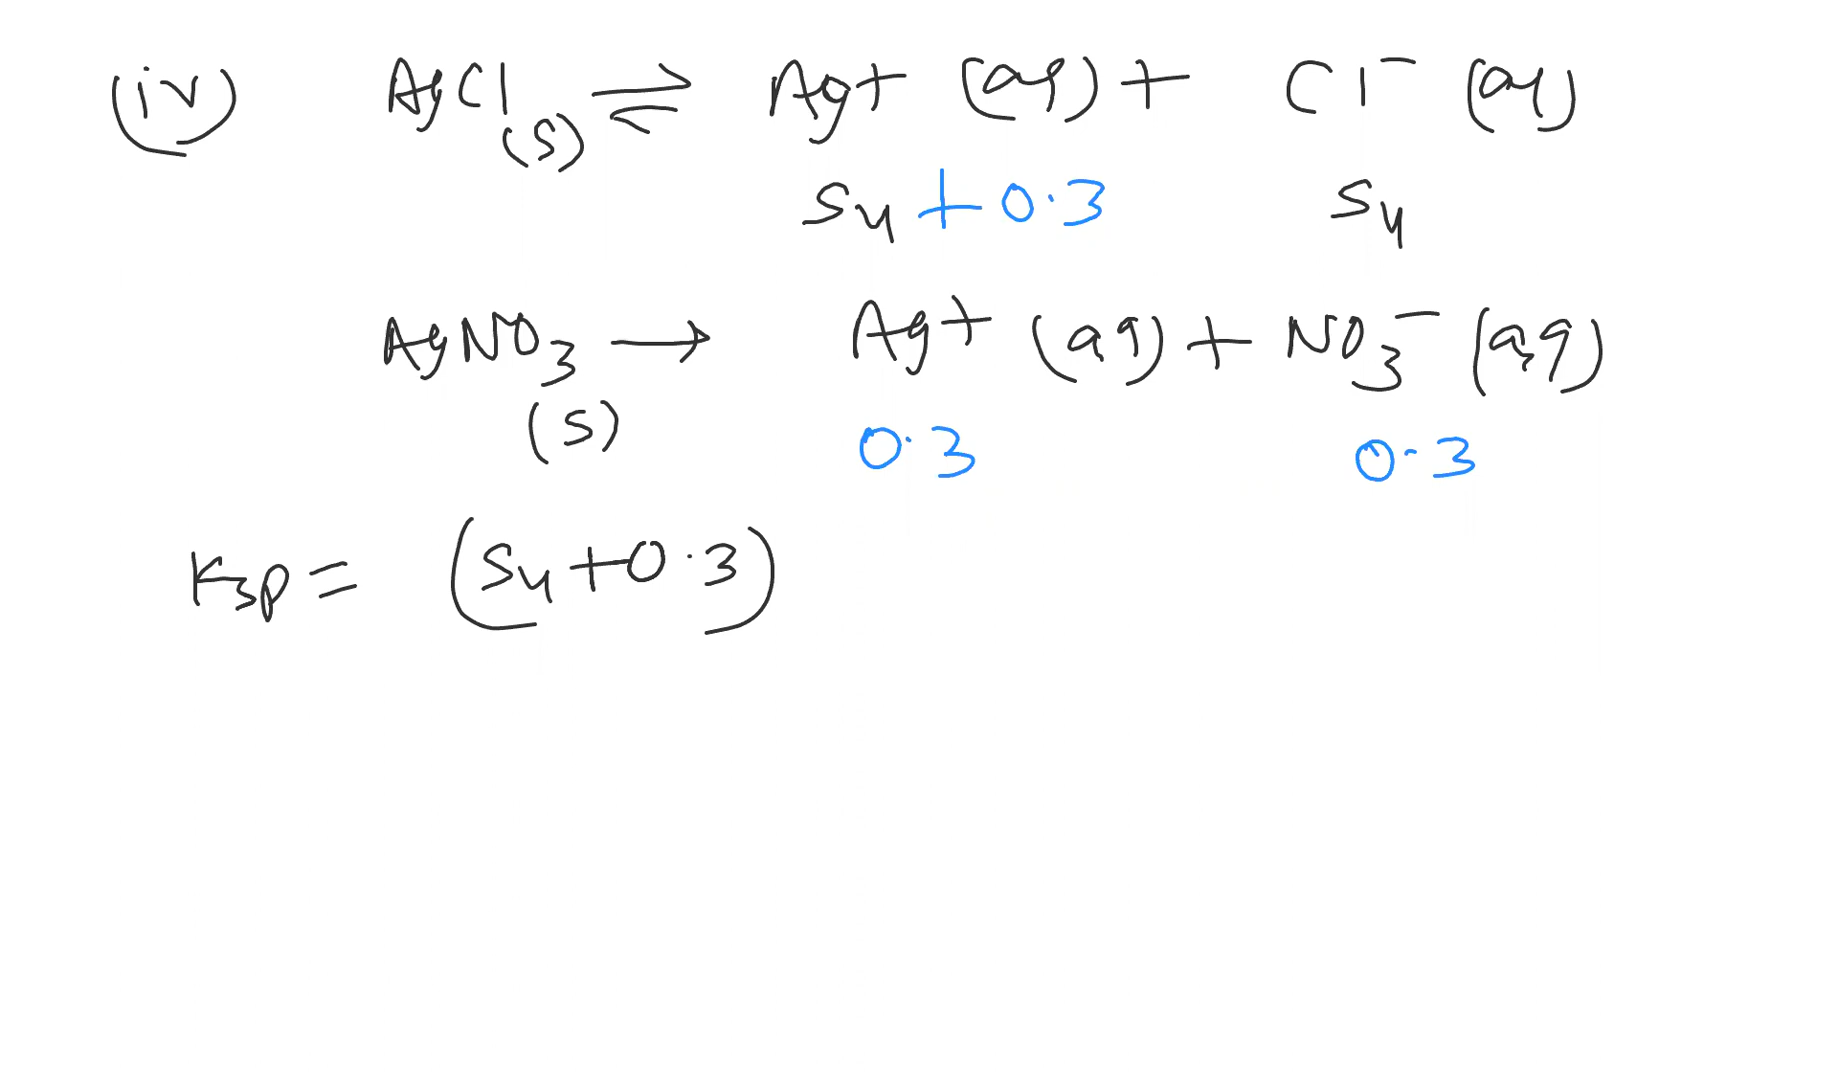 (iv) AgCl(s) ⇌ Ag+ (aq) + Cl⁻ (aq)
S₄ + 0.3 S₄
AgNO₃ (s) → Ag+ (aq) + NO₃⁻ (aq)
0.3 0.3
Ksp = (S₄+0.3)